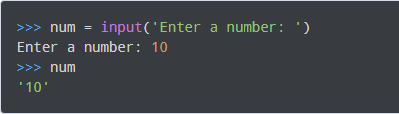 >>> num = input('Enter a number: ')
Enter a number: 10
>>> num
'10'